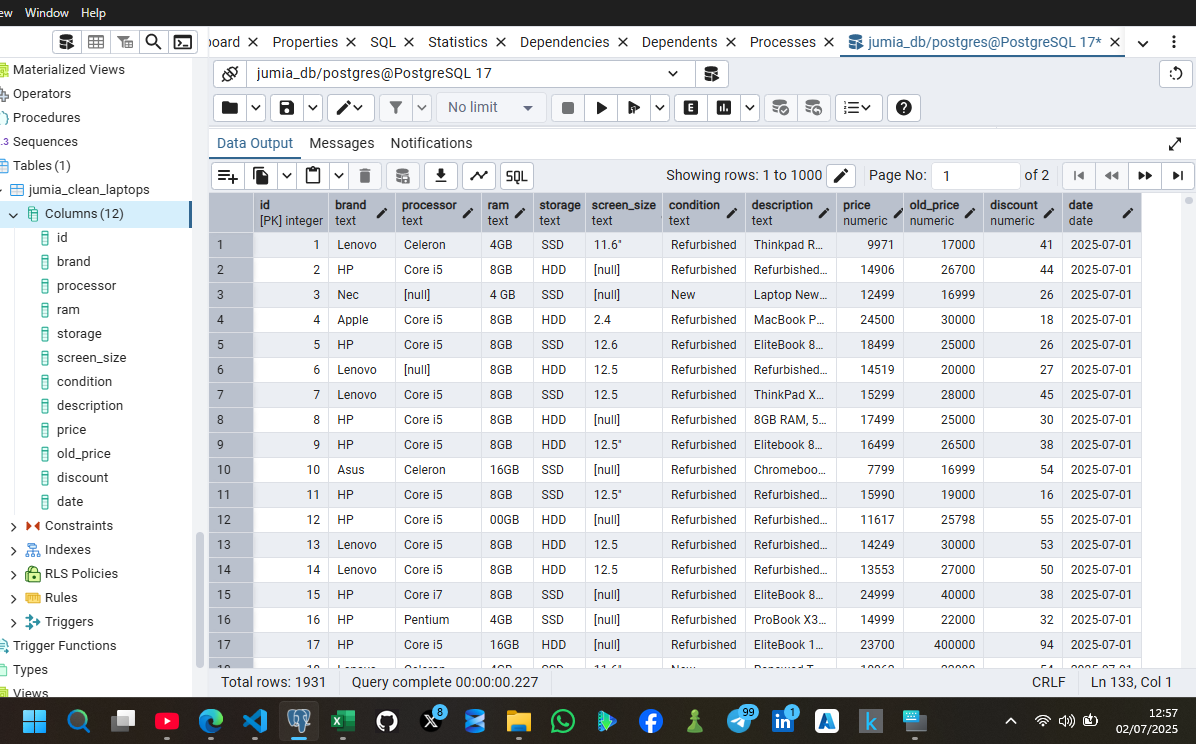 ew Window Help
board Properties SQL Statistics Dependencies Dependents Processes jumia_db/postgres@PostgreSQL 17*
jumia_db/postgres@PostgreSQL 17
No limit
E
Data Output Messages Notifications
SQL Showing rows: 1 to 1000 Page No: 1 of 2
Materialized Views
Operators
Procedures
1..3 Sequences
Tables (1)
jumia_clean_laptops
Columns (12)
id
brand
processor
ram
storage
screen_size
condition
description
price
old_price
discount
date
Constraints
Indexes
RLS Policies
Rules
Triggers
Trigger Functions
Types
Views
id brand processor ram storage screen_size condition description price old_price discount date
[PK] integer text text text text text text text numeric numeric numeric date
1 1 Lenovo Celeron 4GB SSD 11.6" Refurbished Thinkpad R... 9971 17000 41 2025-07-01
2 2 HP Core i5 8GB HDD [null] Refurbished Refurbished... 14906 26700 44 2025-07-01
3 3 Nec [null] 4 GB SSD [null] New Laptop New... 12499 16999 26 2025-07-01
4 4 Apple Core i5 8GB HDD 2.4 Refurbished MacBook P... 24500 30000 18 2025-07-01
5 5 HP Core i5 8GB SSD 12.6 Refurbished EliteBook 8... 18499 25000 26 2025-07-01
6 6 Lenovo [null] 8GB HDD 12.5 Refurbished Refurbished... 14519 20000 27 2025-07-01
7 7 Lenovo Core i5 8GB SSD 12.5 Refurbished ThinkPad X... 15299 28000 45 2025-07-01
8 8 HP Core i5 8GB HDD [null] Refurbished 8GB RAM, 5... 17499 25000 30 2025-07-01
9 9 HP Core i5 8GB HDD 12.5" Refurbished Elitebook 8... 16499 26500 38 2025-07-01
10 10 Asus Celeron 16GB SSD [null] Refurbished Chromeboo... 7799 16999 54 2025-07-01
11 11 HP Core i5 8GB SSD 12.5" Refurbished Refurbished... 15990 19000 16 2025-07-01
12 12 HP Core i5 00GB HDD [null] Refurbished Refurbished... 11617 25798 55 2025-07-01
13 13 Lenovo Core i5 8GB HDD 12.5 Refurbished Refurbished... 14249 30000 53 2025-07-01
14 14 Lenovo Core i5 8GB HDD 12.5 Refurbished Refurbished... 13553 27000 50 2025-07-01
15 15 HP Core i7 8GB SSD [null] Refurbished EliteBook 8... 24999 40000 38 2025-07-01
16 16 HP Pentium 4GB SSD [null] Refurbished ProBook X3... 14999 22000 32 2025-07-01
17 17 HP Core i5 16GB HDD [null] Refurbished EliteBook 1... 23700 400000 94 2025-07-01
Total rows: 1931 Query complete 00:00:00.227 CRLF Ln 133, Col 1
8 99 1
12:57
02/07/2025